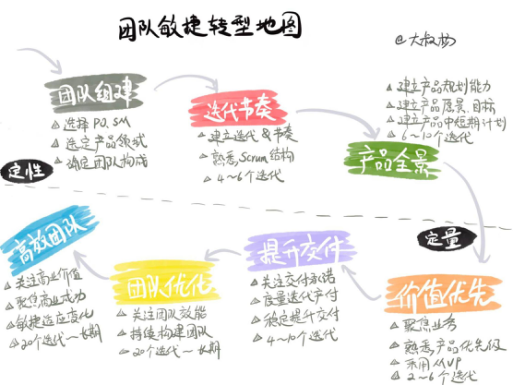 团队敏捷转型地图
@大叔杨
团队组建
选择PO,SM
选定产品领域
确定团队构成
迭代节奏
建立迭代&节奏
熟悉Scrum结构
4~6个迭代
建立产品规划能力
建立产品愿景、目标
建立产品中短期计划
6~10个迭代
产品全景
定性
定量
高效团队
关注商业价值
聚焦商业成功
敏捷适应变化
20个迭代~长期
团队优化
关注团队效能
持续构建团队
20个迭代~长期
提升交付
关注交付承诺
度量迭代产付
稳定提升交付
4~10个迭代
价值优先
聚焦业务
熟悉产品优先级
采用MVP
2~6个迭代